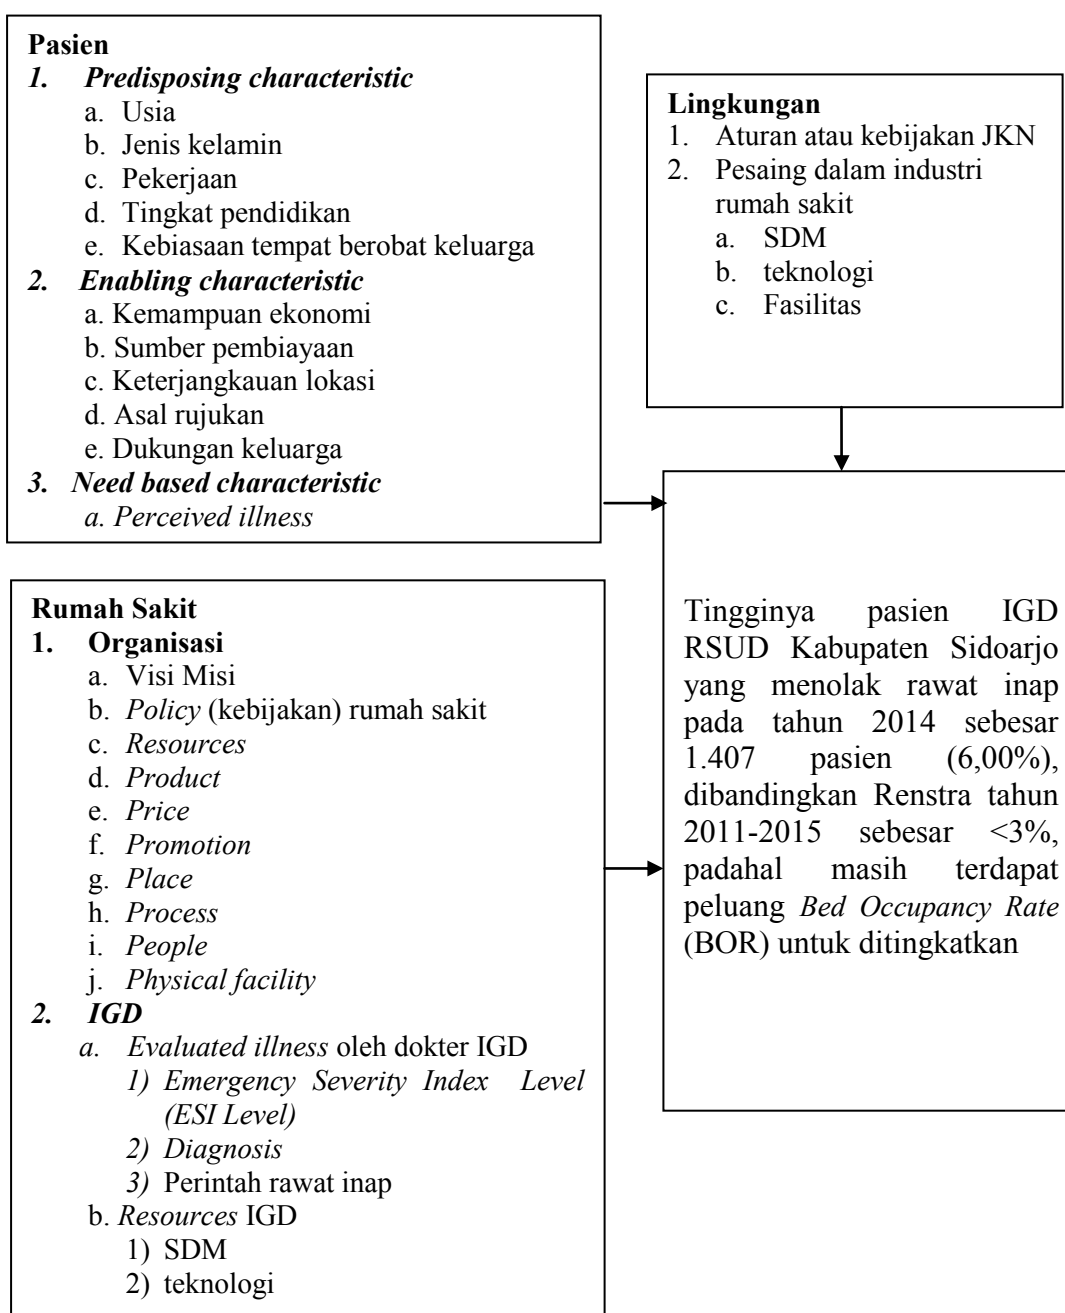 Pasien
1. Predisposing characteristic
a. Usia
b. Jenis kelamin
c. Pekerjaan
d. Tingkat pendidikan
e. Kebiasaan tempat berobat keluarga
2. Enabling characteristic
a. Kemampuan ekonomi
b. Sumber pembiayaan
c. Keterjangkauan lokasi
d. Asal rujukan
e. Dukungan keluarga
3. Need based characteristic
a. Perceived illness
Lingkungan
1. Aturan atau kebijakan JKN
2. Pesaing dalam industri
rumah sakit
a. SDM
b. teknologi
c. Fasilitas
Rumah Sakit
1. Organisasi
a. Visi Misi
b. Policy (kebijakan) rumah sakit
c. Resources
d. Product
e. Price
f. Promotion
g. Place
h. Process
i. People
j. Physical facility
2. IGD
a. Evaluated illness oleh dokter IGD
1) Emergency Severity Index Level
(ESI Level)
2) Diagnosis
3) Perintah rawat inap
b. Resources IGD
1) SDM
2) teknologi
Tingginya pasien IGD
RSUD Kabupaten Sidoarjo
yang menolak rawat inap
pada tahun 2014 sebesar
1.407 pasien (6,00%),
dibandingkan Renstra tahun
2011-2015 sebesar <3%,
padahal masih terdapat
peluang Bed Occupancy Rate
(BOR) untuk ditingkatkan